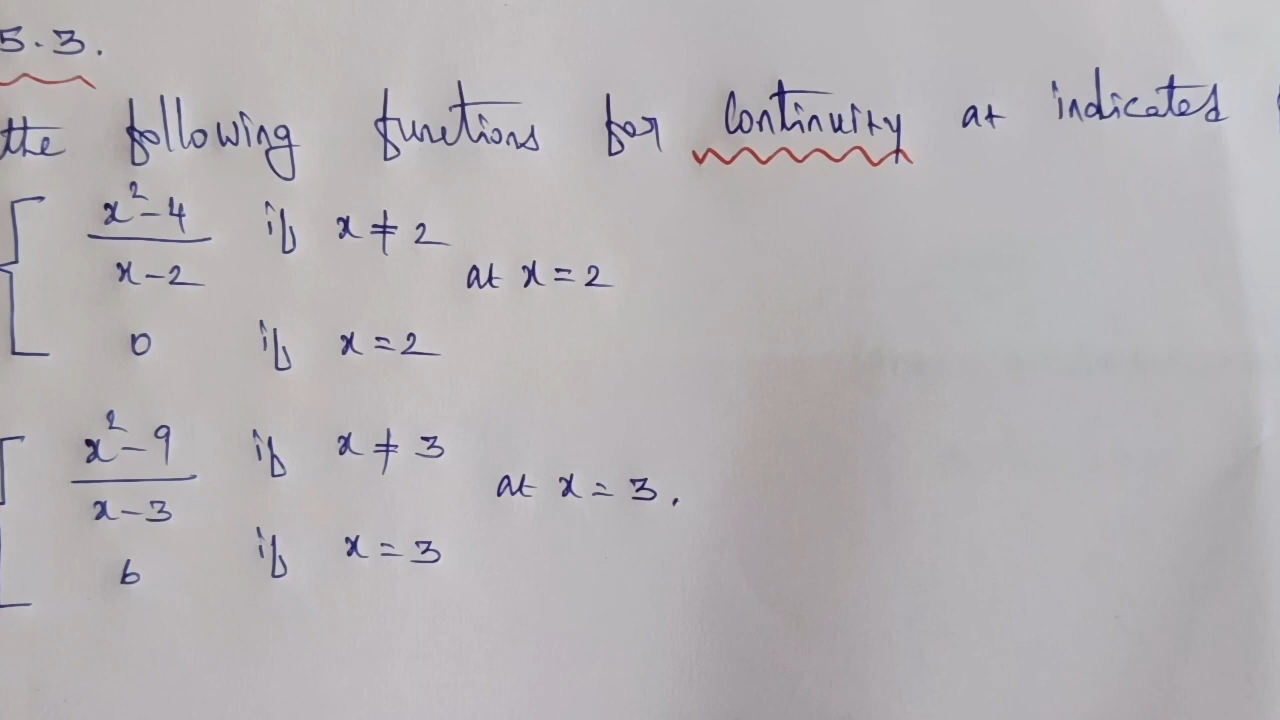 5.3.
the following functions for continuity at indicated
x²-4 / x-2 if x ≠ 2
at x = 2
0 if x = 2
x²-9 / x-3 if x ≠ 3
at x = 3.
6 if x = 3